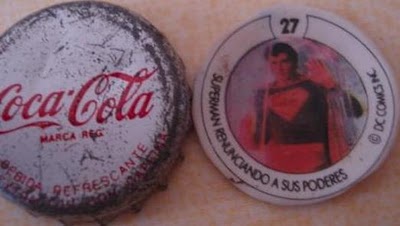 Coca-Cola
MARCA REG
BEBIDA REFRESCANTE
27
SUPERMAN RENUNCIANDO A SUS PODERES
© DC COMICS INC.